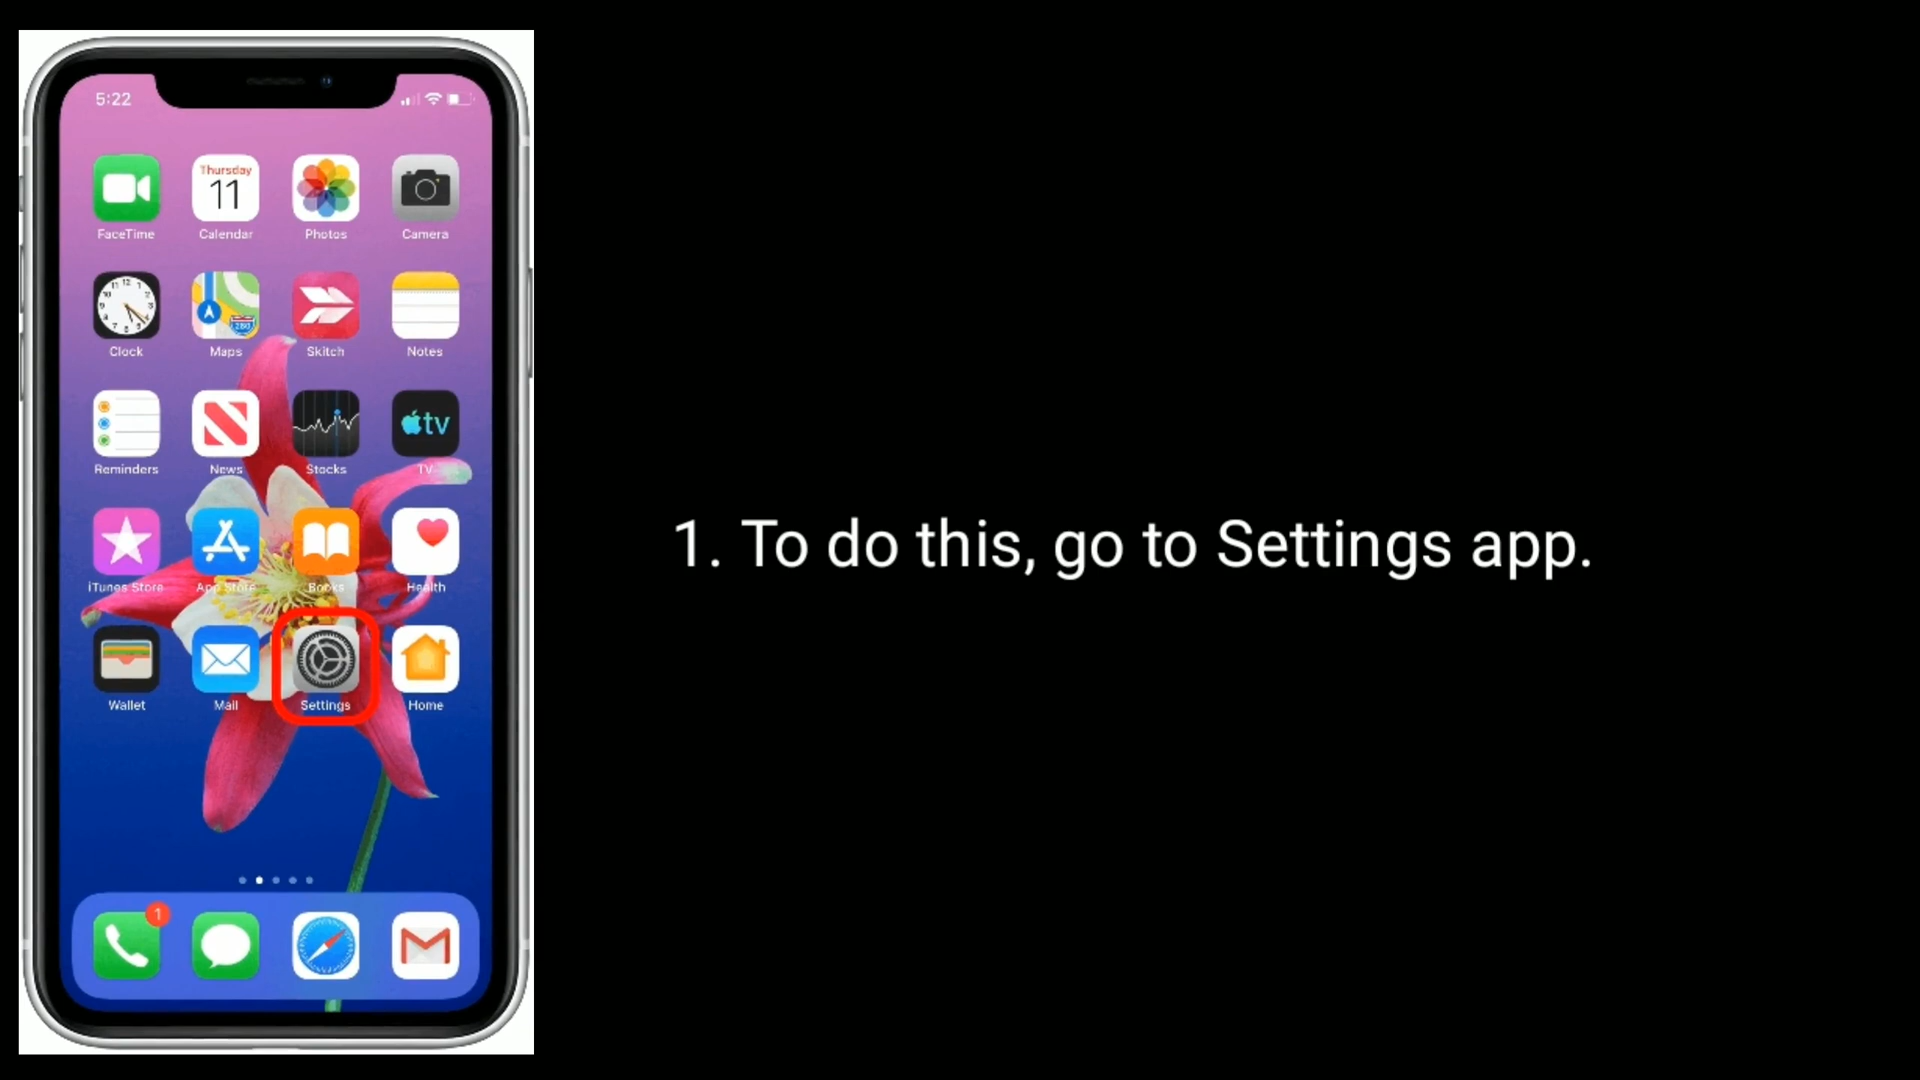 5:22
Thursday
11
FaceTime
Calendar
Photos
Camera
280
Clock
Maps
Skitch
Notes
tv
Reminders
News
Stocks
TV
iTunes Store
App Store
Books
Health
Wallet
Mail
Settings
Home
1
1. To do this, go to Settings app.